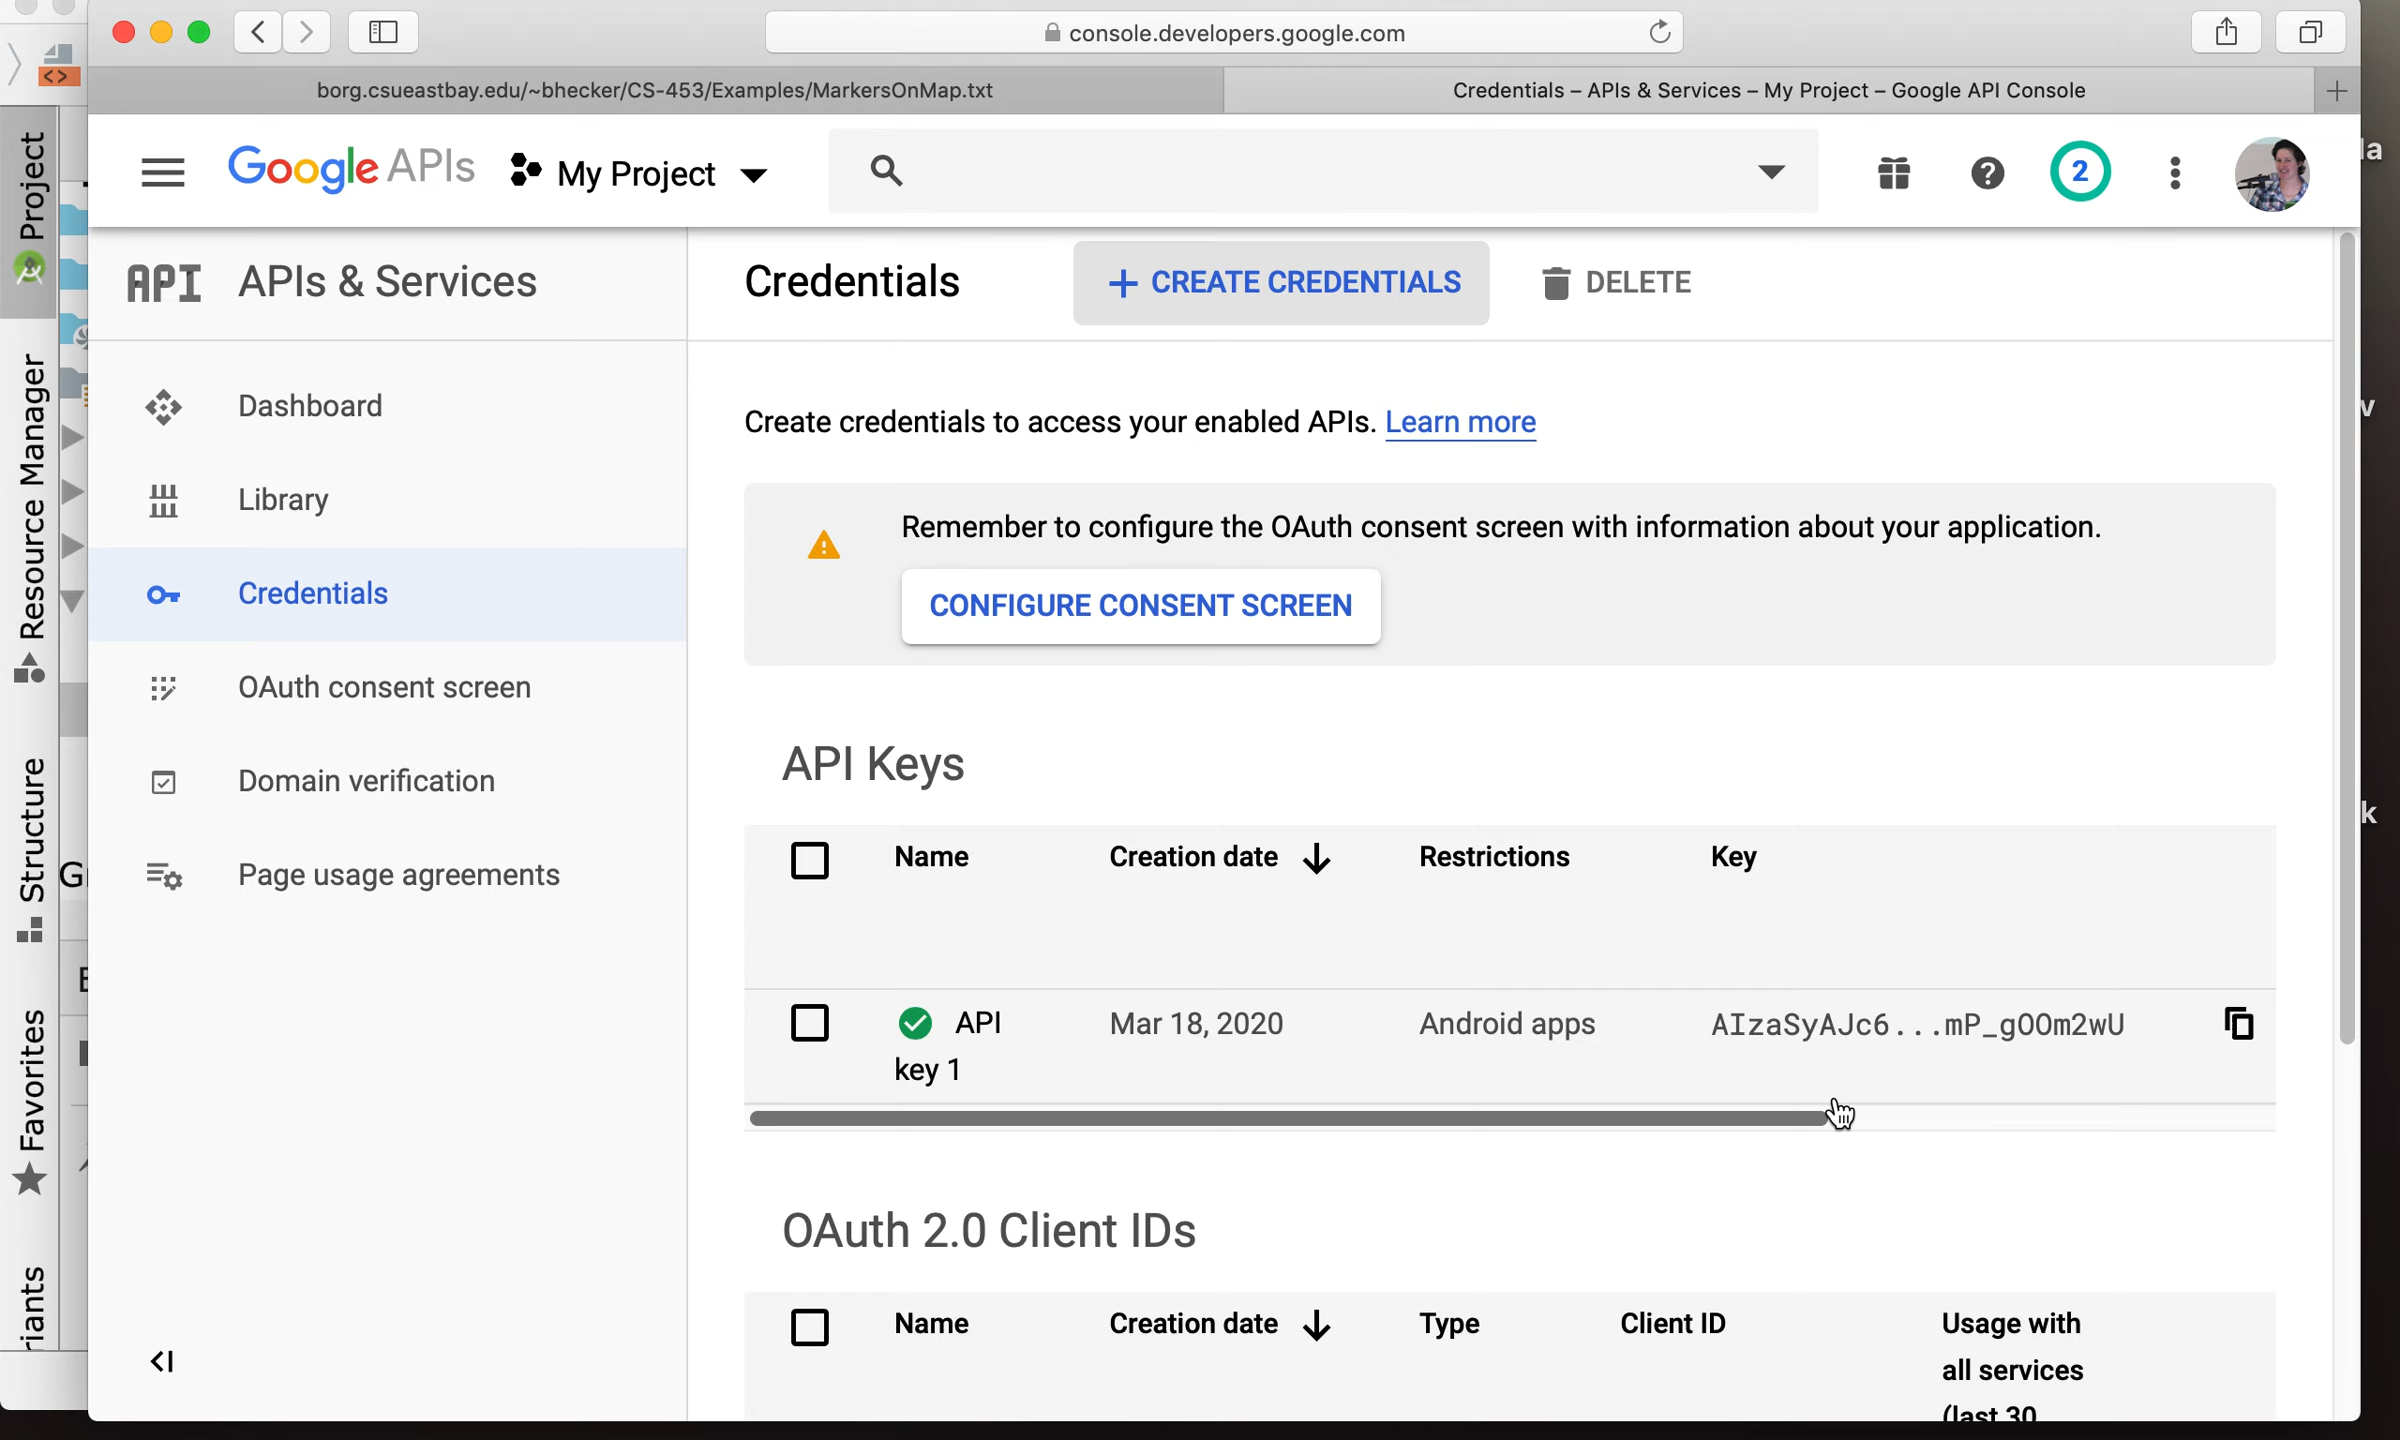 console.developers.google.com
borg.csueastbay.edu/~bhecker/CS-453/Examples/MarkersOnMap.txt
Credentials – APIs & Services – My Project – Google API Console
Google APIs
My Project
2
API
APIs & Services
Credentials
CREATE CREDENTIALS
DELETE
Dashboard
Library
Credentials
OAuth consent screen
Domain verification
Page usage agreements
Create credentials to access your enabled APIs. Learn more
Remember to configure the OAuth consent screen with information about your application.
CONFIGURE CONSENT SCREEN
API Keys
Name Creation date Restrictions Key
API key 1 Mar 18, 2020 Android apps AIzaSyAJc6...mP_gO0m2wU
OAuth 2.0 Client IDs
Name Creation date Type Client ID Usage with
all services
(last 30
Project
Resource Manager
Structure
Favorites